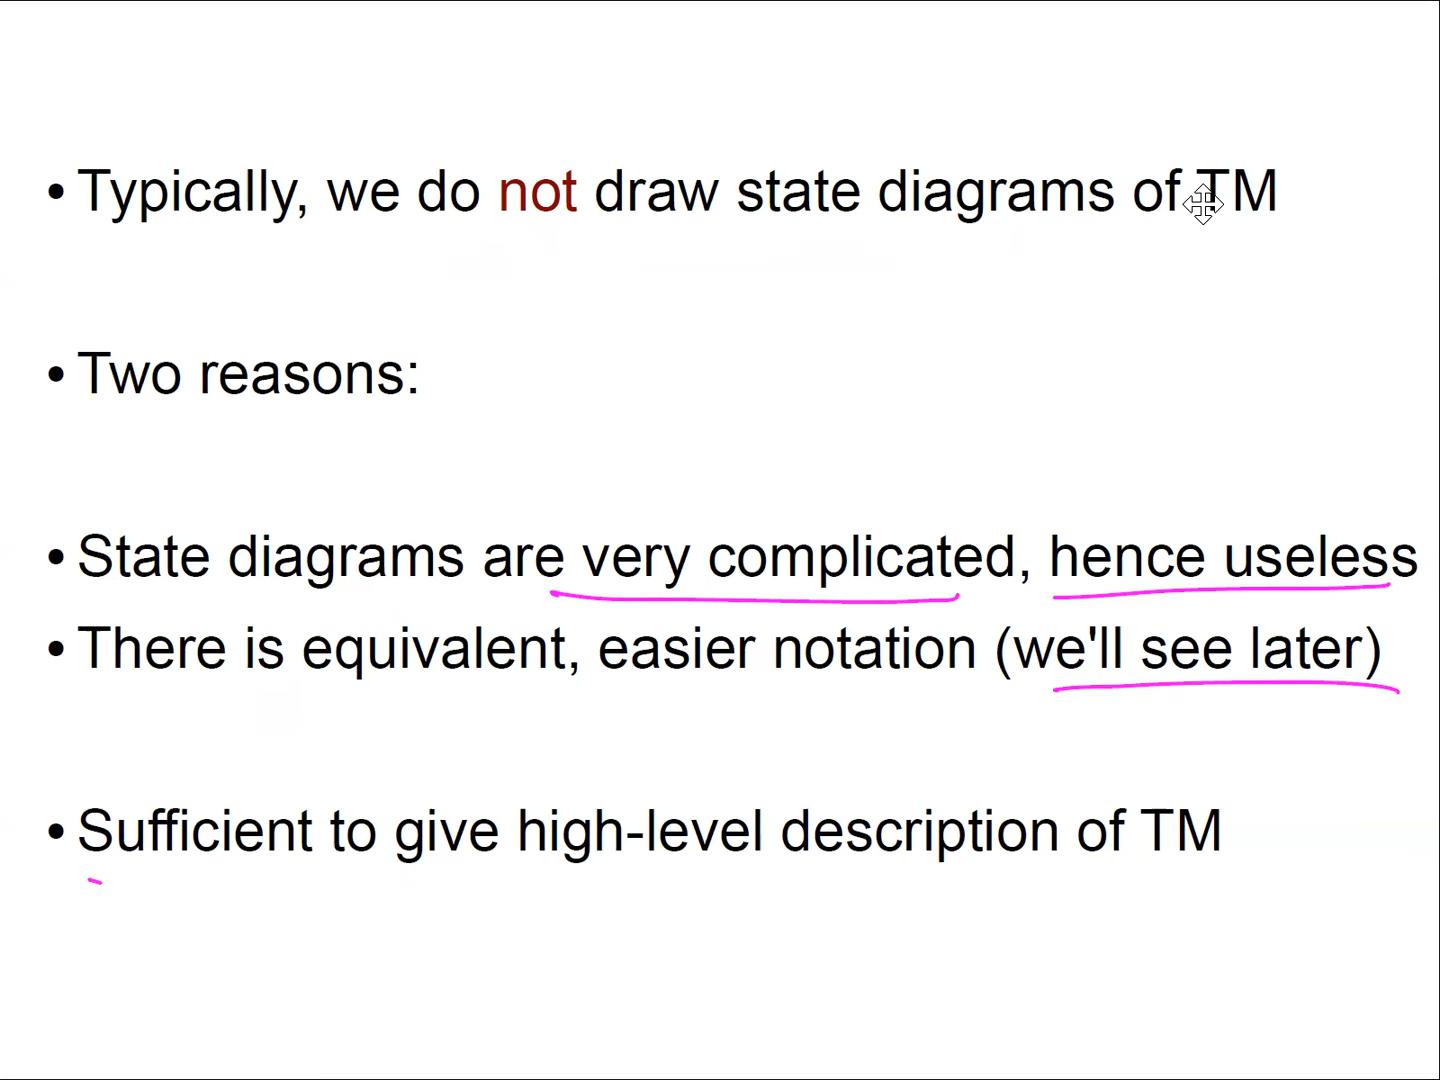 • Typically, we do not draw state diagrams of TM
• Two reasons:
• State diagrams are very complicated, hence useless
• There is equivalent, easier notation (we'll see later)
• Sufficient to give high-level description of TM